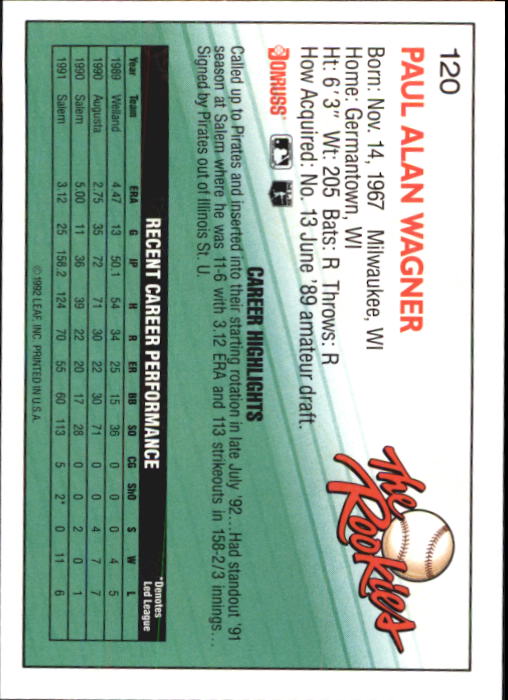 120
PAUL ALAN WAGNER
Born: Nov. 14, 1967 Milwaukee, WI
Home: Germantown, WI
Ht: 6'3" Wt: 205 Bats: R Throws: R
How Acquired: No. 13 June '89 amateur draft.
The Rookies
DONRUSS
CAREER HIGHLIGHTS
Called up to Pirates and inserted into their starting rotation in late July '92...Had standout '91
season at Salem where he was 11-6 with 3.12 ERA and 113 strikeouts in 158-2/3 innings...
Signed by Pirates out of Illinois St. U.
RECENT CAREER PERFORMANCE
*Denotes
Led League
Year Team ERA G IP H R ER BB SO CG ShO S W L
1989 Welland 4.47 13 50.1 54 34 25 15 36 0 0 0 4 5
1990 Augusta 2.75 35 72 71 30 22 30 71 0 0 4 7 7
1990 Salem 5.00 11 36 39 22 20 17 28 0 0 2 0 1
1991 Salem 3.12 25 158.2 124 70 55 60 113 5 2* 0 11 6
© 1992 LEAF, INC. PRINTED IN U.S.A.